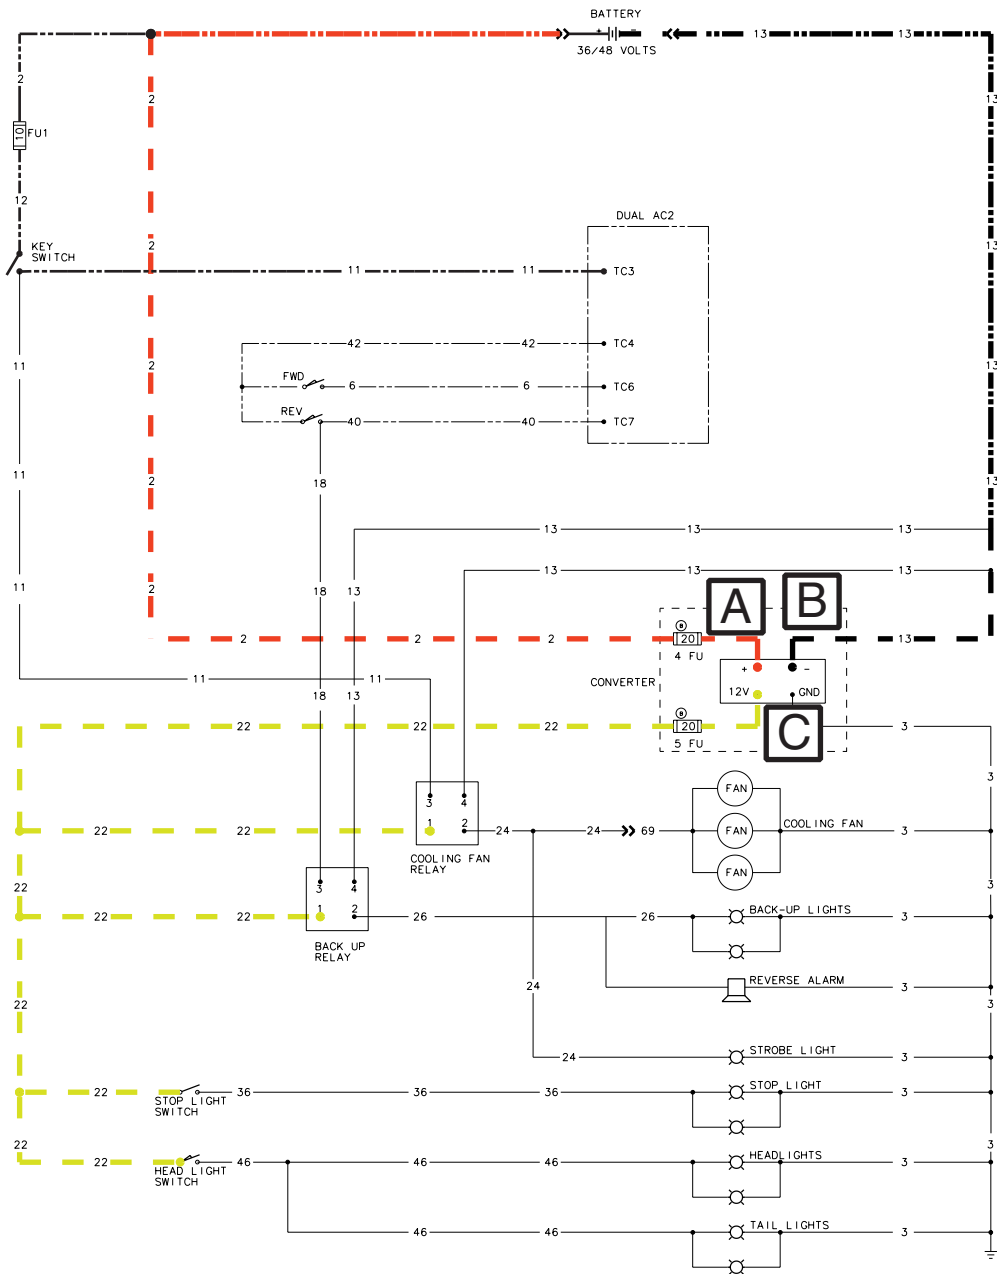 BATTERY
+ -
36/48 VOLTS
13 13
2 2 13
10 FU1
12
DUAL AC2
KEY
SWITCH
2 13
11 11 TC3
42 42 TC4
11 2 13
FWD 6 6 TC6
REV 40 40 TC7
11 2 18 13
13 13 13
13 13 13
11 2 18 13
A B
8
2 2 2 20 13
4 FU
+ -
11 11
CONVERTER
18 13 12V GND
8
22 22 22 20 C 3
5 FU
3
FAN
3 4
1 2
22 22 24 24 69 FAN COOLING FAN 3
COOLING FAN
RELAY
FAN
22 3 4 3
1 2
22 22 26 26 BACK-UP LIGHTS 3
BACK UP
RELAY
24 REVERSE ALARM 3
22 3
24 STROBE LIGHT 3
22 36 36 36 STOP LIGHT 3
STOP LIGHT
SWITCH
22 3
22 46 46 46 HEADLIGHTS 3
HEAD LIGHT
SWITCH
46 46 TAIL LIGHTS 3